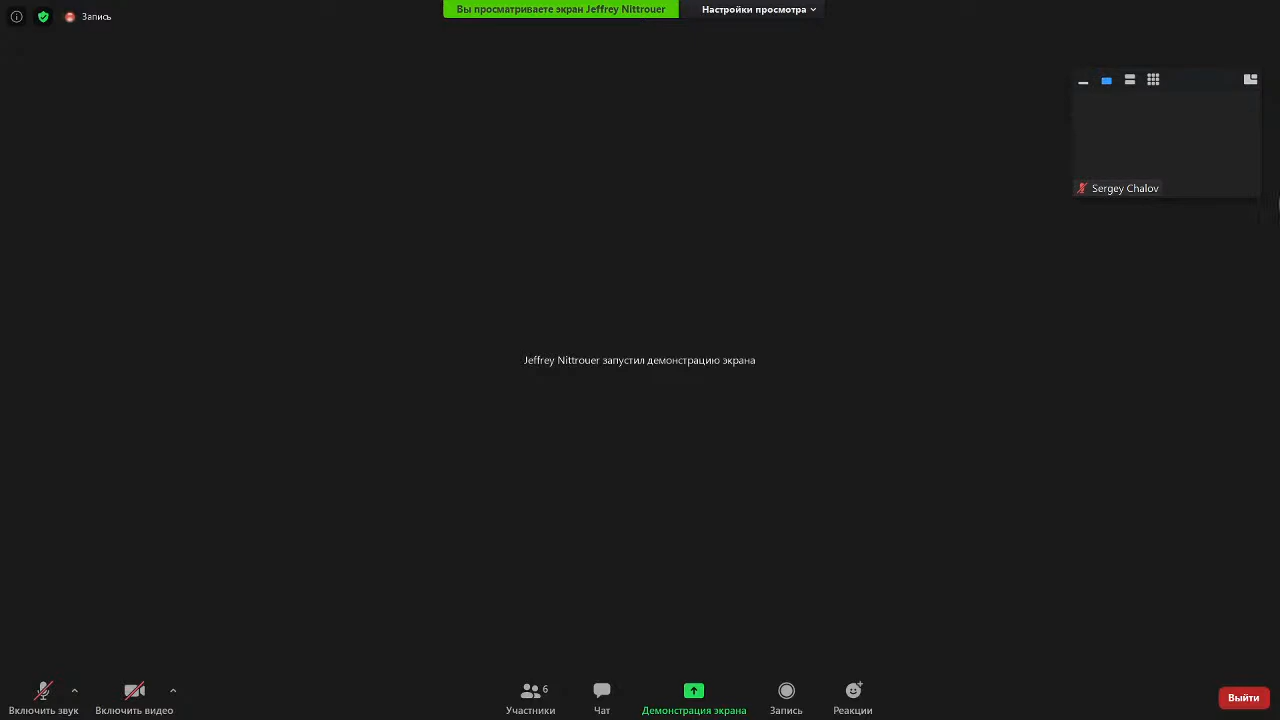 Запись
Вы просматриваете экран Jeffrey Nittrouer
Настройки просмотра
Sergey Chalov
Jeffrey Nittrouer запустил демонстрацию экрана
Включить звук
Включить видео
6
Участники
Чат
Демонстрация экрана
Запись
Реакции
Выйти